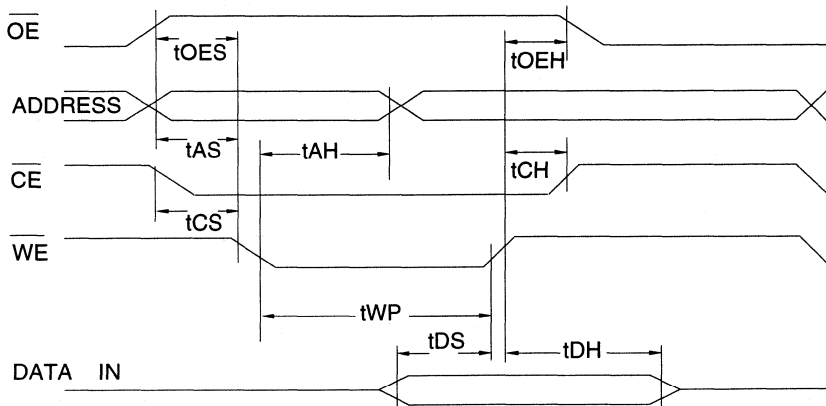 OE
tOES
tOEH
ADDRESS
tAS
tAH
tCH
CE
tCS
WE
tWP
tDS
tDH
DATA IN